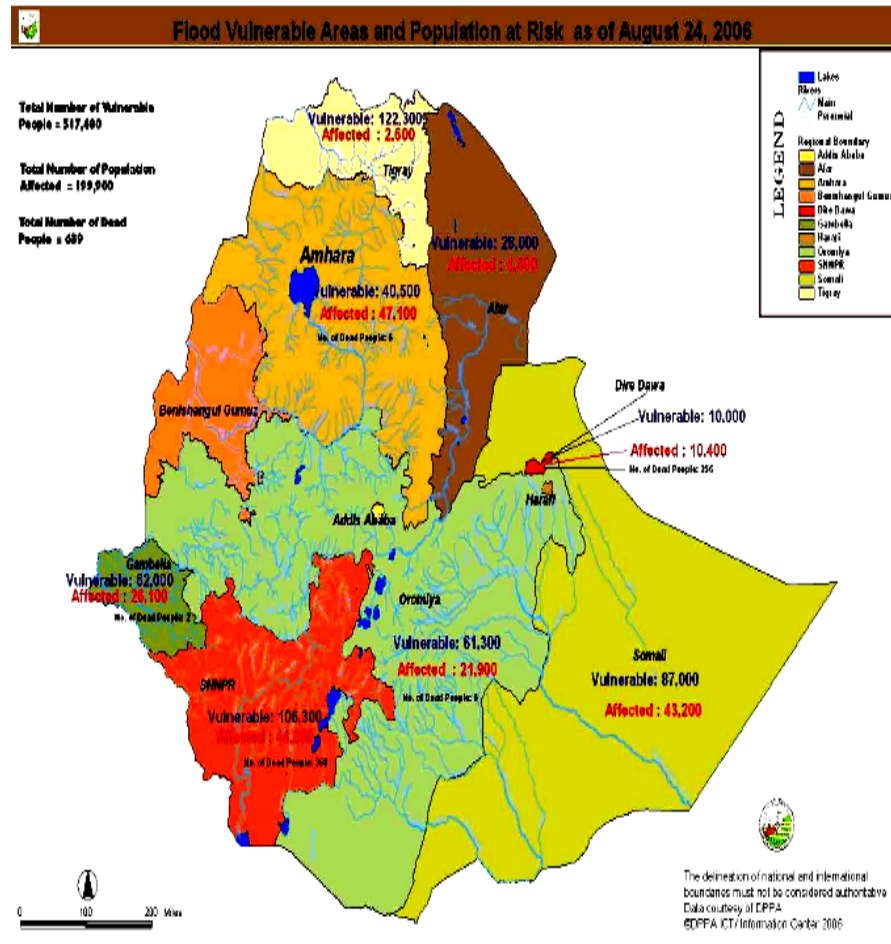 Flood Vulnerable Areas and Population at Risk as of August 24, 2006
Total Number of Vulnerable
People = 517,600
Total Number of Population
Affected = 199,900
Total Number of Dead
People = 639
LEGEND
Lakes
Rivers
Main
Perennial
Regional Boundary
Addis Ababa
Afar
Amhara
Benishangul Gumuz
Dire Dawa
Gambella
Harari
Oromiya
SNNPR
Somali
Tigray
Vulnerable: 122,300
Affected : 2,600
Tigray
Vulnerable: 28,000
Affected :
Afar
Amhara
Vulnerable: 40,500
Affected : 47,100
No. of Dead People:
Benishangul Gumuz
Dire Dawa
Vulnerable: 10,000
Affected : 10,400
No. of Dead People: 256
Harari
Addis Ababa
Gambella
Vulnerable: 62,000
Affected : 26,100
No. of Dead People: 2
Oromiya
Vulnerable: 61,300
Affected : 21,900
No. of Dead People:
Somali
Vulnerable: 87,000
Affected : 43,200
SNNPR
Vulnerable: 106,300
Affected :
No. of Dead People:
0 100 200 Miles
The delineation of national and international
boundaries must not be considered authortative
Data courtesy of DPPA
©DPPA ICT/ Information Center 2006